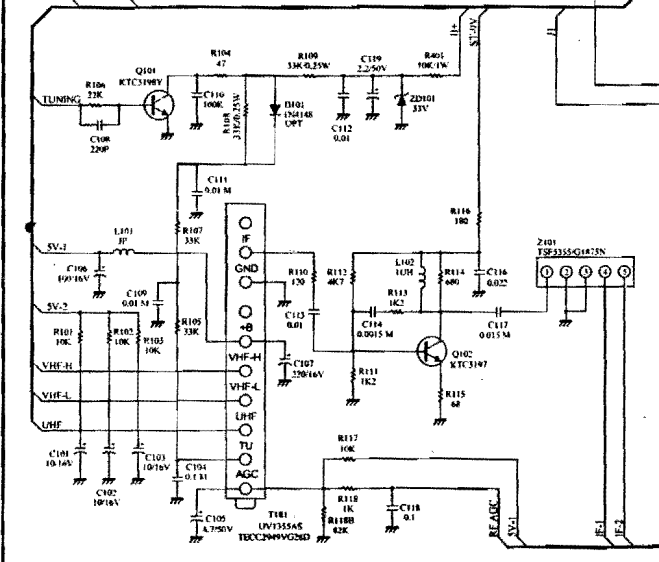 B+
ST-9V
R104
47
R109
33K/0.25W
C119
2.2/50V
R401
10K/1W
Q101
KTC3198Y
TUNING
R106
22K
C108
220P
C110
100K
R108
33K/0.25W
D101
1N4148
OPT
C112
0.01
ZD101
33V
C111
0.01 M
R107
33K
R116
180
5V-1
L101
JP
C106
100/16V
C109
0.01 M
IF
GND
+B
VHF-H
VHF-L
UHF
TU
AGC
R110
120
R112
4K7
L102
1UH
R114
680
C116
0.022
Z101
TSF5355/G1875N
1
2
3
4
5
C113
0.01
R113
1K2
C114
0.0015 M
C117
0.015 M
5V-2
R101
10K
R102
10K
R103
10K
R105
33K
C107
220/16V
Q102
KTC3197
R111
1K2
R115
68
VHF-H
VHF-L
UHF
C101
10/16V
C102
10/16V
C103
10/16V
C104
0.1 M
C105
4.7/50V
T101
UV1355AS
TECC2949VG28D
R117
10K
R118
1K
R118B
82K
C118
0.1
RF AGC
5V-1
IF-1
IF-2